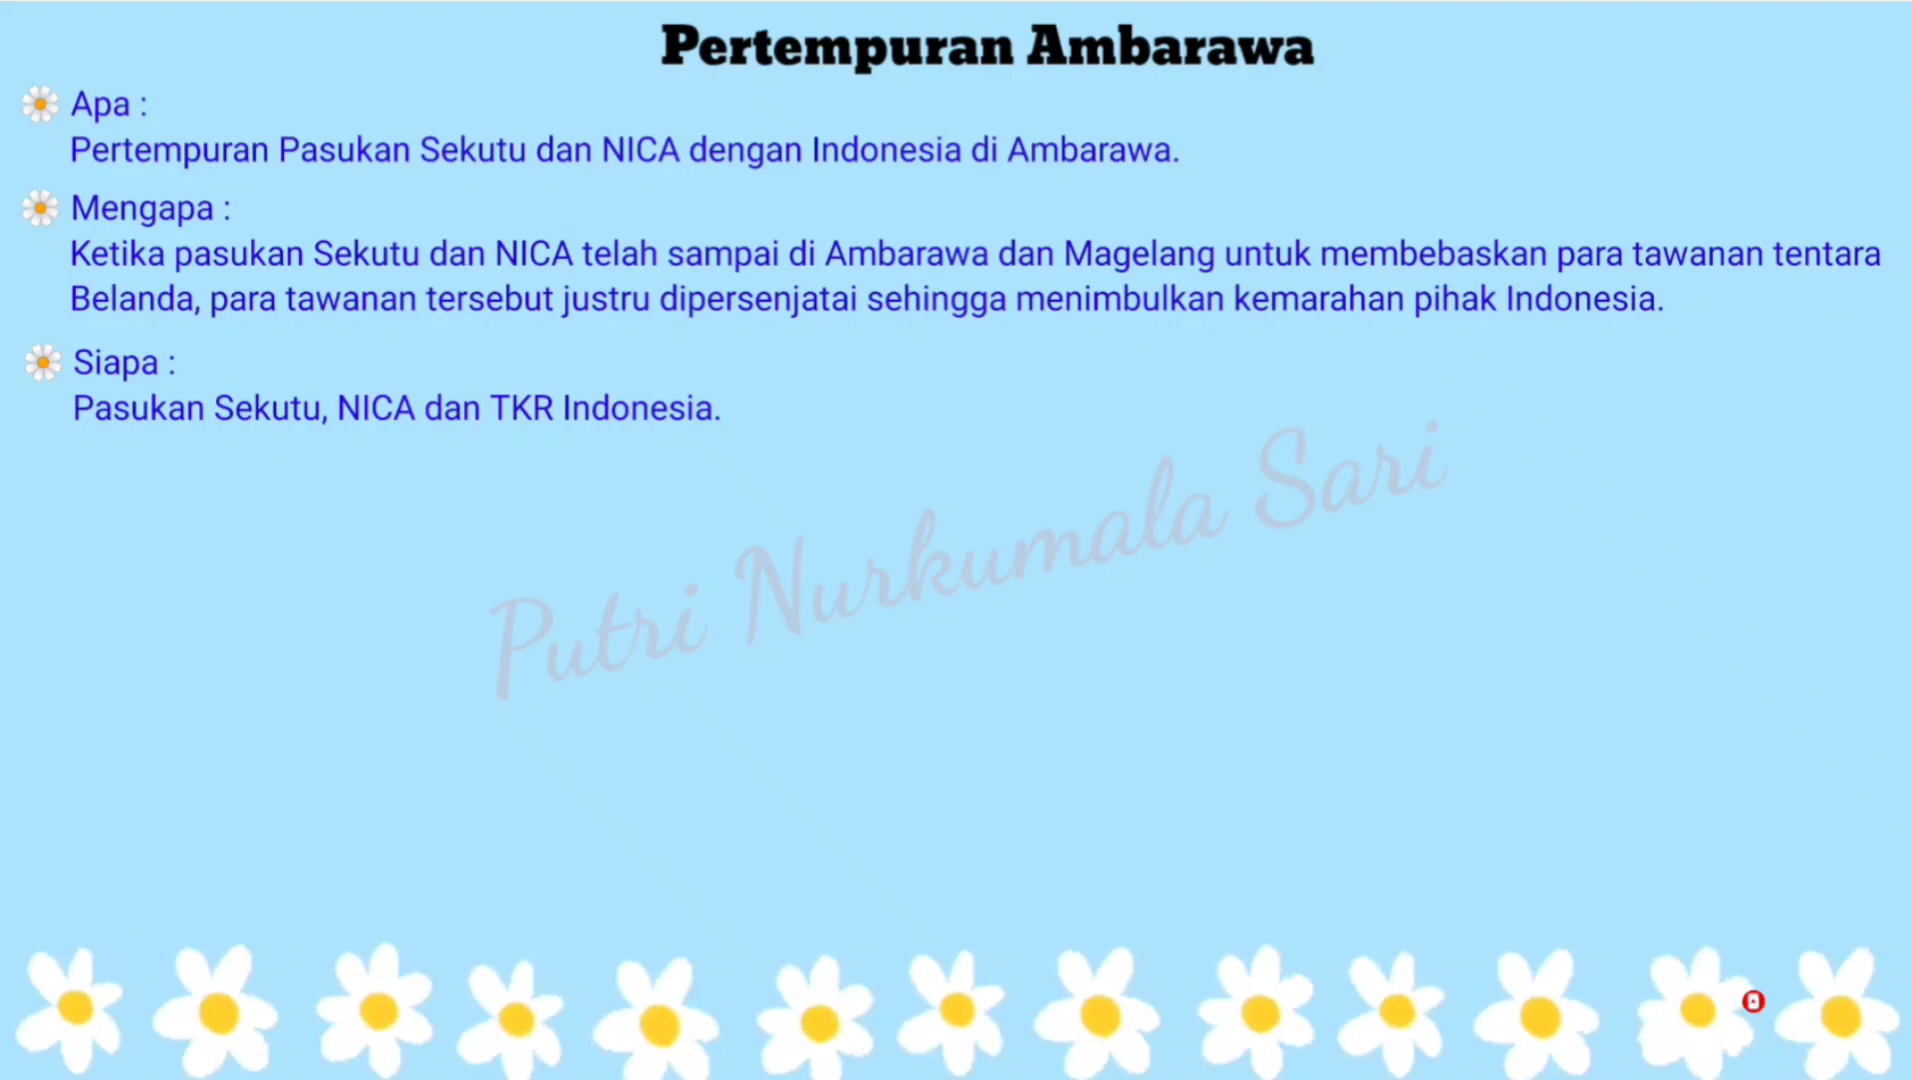 Pertempuran Ambarawa
Apa :
Pertempuran Pasukan Sekutu dan NICA dengan Indonesia di Ambarawa.
Mengapa :
Ketika pasukan Sekutu dan NICA telah sampai di Ambarawa dan Magelang untuk membebaskan para tawanan tentara
Belanda, para tawanan tersebut justru dipersenjatai sehingga menimbulkan kemarahan pihak Indonesia.
Siapa :
Pasukan Sekutu, NICA dan TKR Indonesia.
Putri Nurkumala Sari